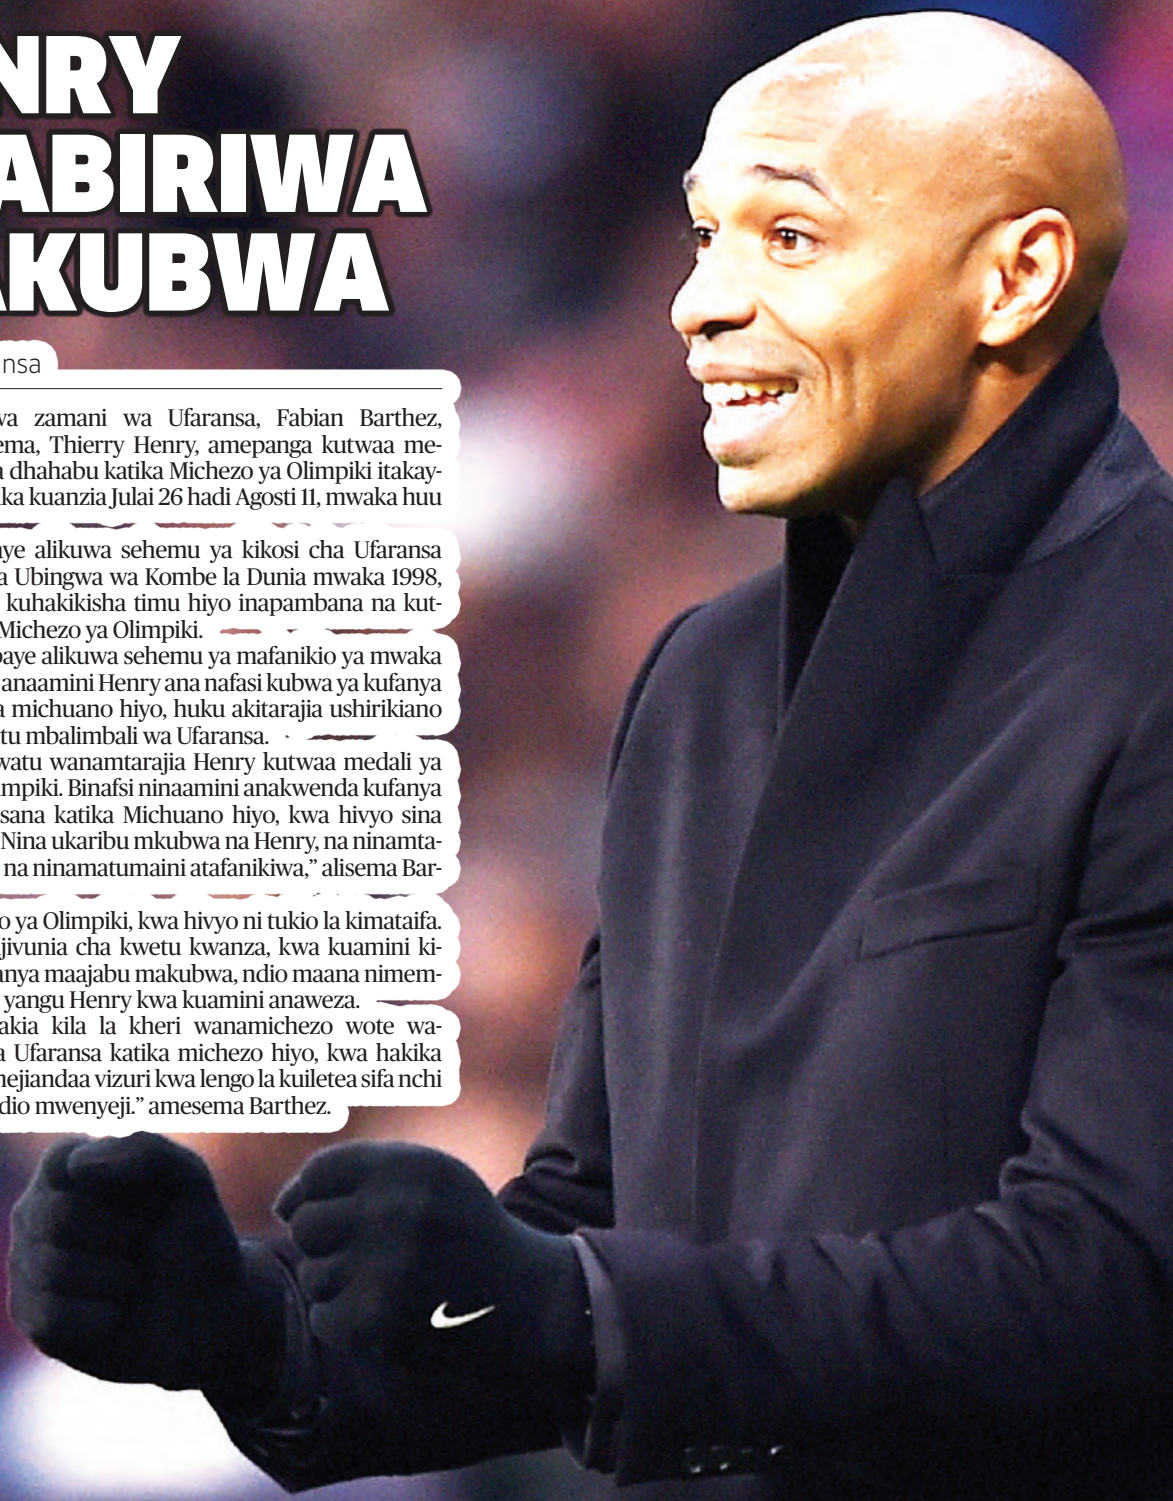 NRY
ABIRIWA
AKUBWA
nsa
wa zamani wa Ufaransa, Fabian Barthez,
ema, Thierry Henry, amepanga kutwaa me-
a dhahabu katika Michezo ya Olimpiki itakay-
ka kuanzia Julai 26 hadi Agosti 11, mwaka huu
aye alikuwa sehemu ya kikosi cha Ufaransa
a Ubingwa wa Kombe la Dunia mwaka 1998,
kuhakikisha timu hiyo inapambana na kut-
Michezo ya Olimpiki.
baye alikuwa sehemu ya mafanikio ya mwaka
anaamini Henry ana nafasi kubwa ya kufanya
a michuano hiyo, huku akitarajia ushirikiano
tu mbalimbali wa Ufaransa.
watu wanamtarajia Henry kutwaa medali ya
impiki. Binafsi ninaamini anakwenda kufanya
sana katika Michuano hiyo, kwa hivyo sina
Nina ukaribu mkubwa na Henry, na ninamta-
na ninamatumaini atafanikiwa,” alisema Bar-
o ya Olimpiki, kwa hivyo ni tukio la kimataifa.
jivunia cha kwetu kwanza, kwa kuamini ki-
anya maajabu makubwa, ndio maana nimem-
yangu Henry kwa kuamini anaweza.
akia kila la kheri wanamichezo wote wa-
a Ufaransa katika michezo hiyo, kwa hakika
nejiandaa vizuri kwa lengo la kuiletea sifa nchi
dio mwenyeji.” amesema Barthez.